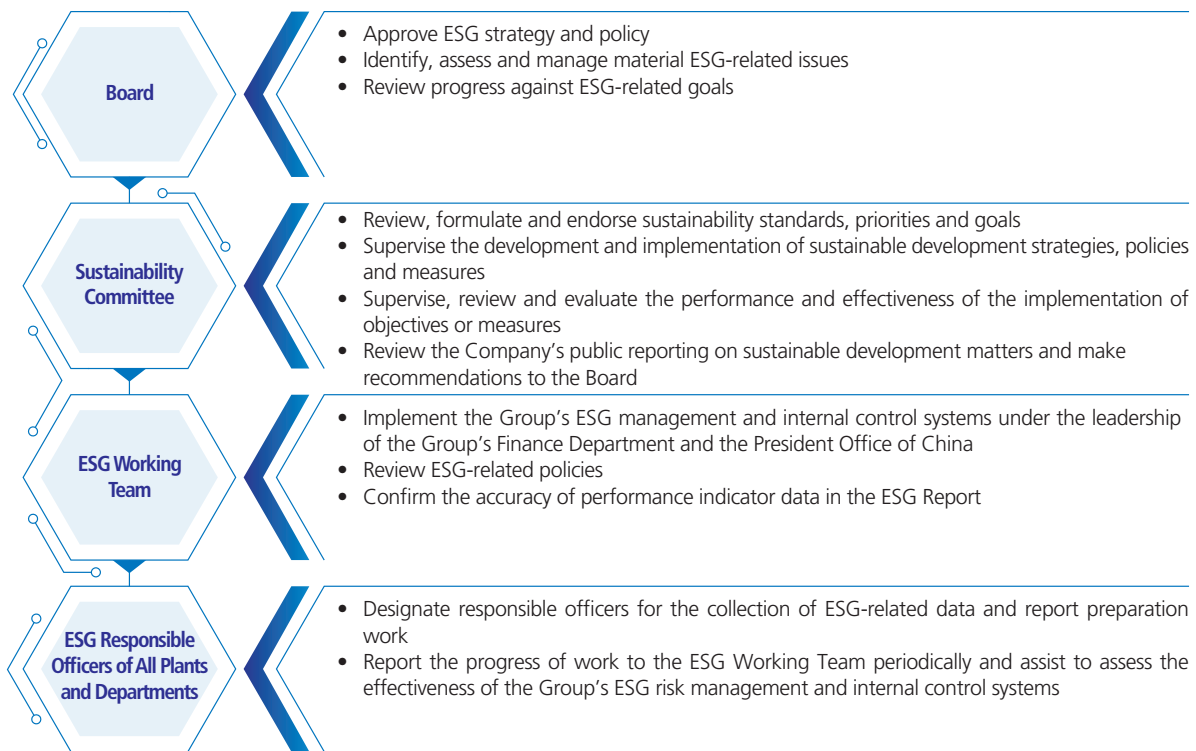 Board
• Approve ESG strategy and policy
• Identify, assess and manage material ESG-related issues
• Review progress against ESG-related goals
Sustainability
Committee
• Review, formulate and endorse sustainability standards, priorities and goals
• Supervise the development and implementation of sustainable development strategies, policies
and measures
• Supervise, review and evaluate the performance and effectiveness of the implementation of
objectives or measures
• Review the Company's public reporting on sustainable development matters and make
recommendations to the Board
ESG Working
Team
• Implement the Group's ESG management and internal control systems under the leadership
of the Group's Finance Department and the President Office of China
• Review ESG-related policies
• Confirm the accuracy of performance indicator data in the ESG Report
ESG Responsible
Officers of All Plants
and Departments
• Designate responsible officers for the collection of ESG-related data and report preparation
work
• Report the progress of work to the ESG Working Team periodically and assist to assess the
effectiveness of the Group's ESG risk management and internal control systems